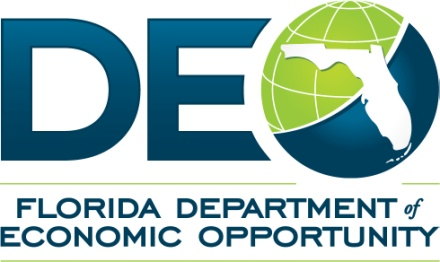 DEO
FLORIDA DEPARTMENT of
ECONOMIC OPPORTUNITY